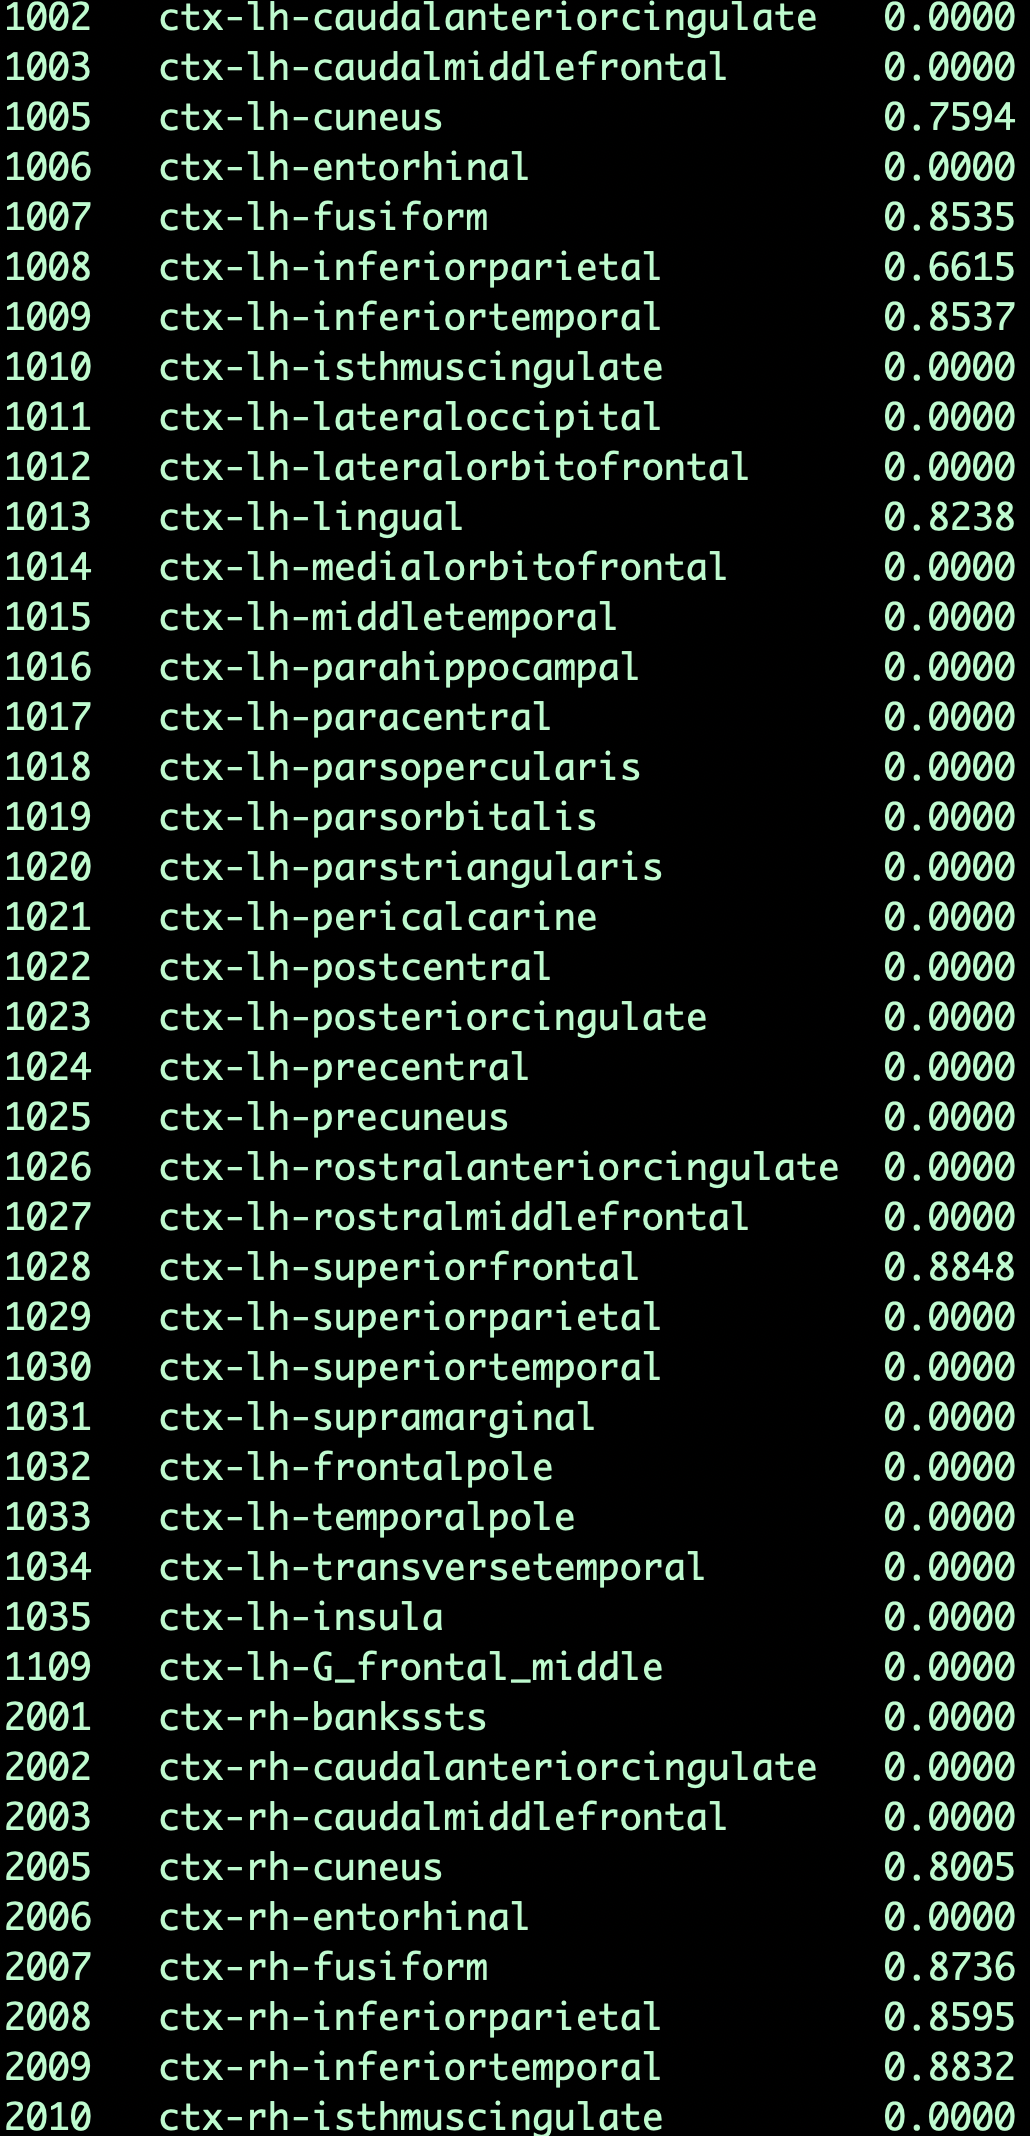 1002 ctx-lh-caudalanteriorcingulate 0.0000
1003 ctx-lh-caudalmiddlefrontal 0.0000
1005 ctx-lh-cuneus 0.7594
1006 ctx-lh-entorhinal 0.0000
1007 ctx-lh-fusiform 0.8535
1008 ctx-lh-inferiorparietal 0.6615
1009 ctx-lh-inferiortemporal 0.8537
1010 ctx-lh-isthmuscingulate 0.0000
1011 ctx-lh-lateraloccipital 0.0000
1012 ctx-lh-lateralorbitofrontal 0.0000
1013 ctx-lh-lingual 0.8238
1014 ctx-lh-medialorbitofrontal 0.0000
1015 ctx-lh-middletemporal 0.0000
1016 ctx-lh-parahippocampal 0.0000
1017 ctx-lh-paracentral 0.0000
1018 ctx-lh-parsopercularis 0.0000
1019 ctx-lh-parsorbitalis 0.0000
1020 ctx-lh-parstriangularis 0.0000
1021 ctx-lh-pericalcarine 0.0000
1022 ctx-lh-postcentral 0.0000
1023 ctx-lh-posteriorcingulate 0.0000
1024 ctx-lh-precentral 0.0000
1025 ctx-lh-precuneus 0.0000
1026 ctx-lh-rostralanteriorcingulate 0.0000
1027 ctx-lh-rostralmiddlefrontal 0.0000
1028 ctx-lh-superiorfrontal 0.8848
1029 ctx-lh-superiorparietal 0.0000
1030 ctx-lh-superiortemporal 0.0000
1031 ctx-lh-supramarginal 0.0000
1032 ctx-lh-frontalpole 0.0000
1033 ctx-lh-temporalpole 0.0000
1034 ctx-lh-transversetemporal 0.0000
1035 ctx-lh-insula 0.0000
1109 ctx-lh-G_frontal_middle 0.0000
2001 ctx-rh-bankssts 0.0000
2002 ctx-rh-caudalanteriorcingulate 0.0000
2003 ctx-rh-caudalmiddlefrontal 0.0000
2005 ctx-rh-cuneus 0.8005
2006 ctx-rh-entorhinal 0.0000
2007 ctx-rh-fusiform 0.8736
2008 ctx-rh-inferiorparietal 0.8595
2009 ctx-rh-inferiortemporal 0.8832
2010 ctx-rh-isthmuscingulate 0.0000